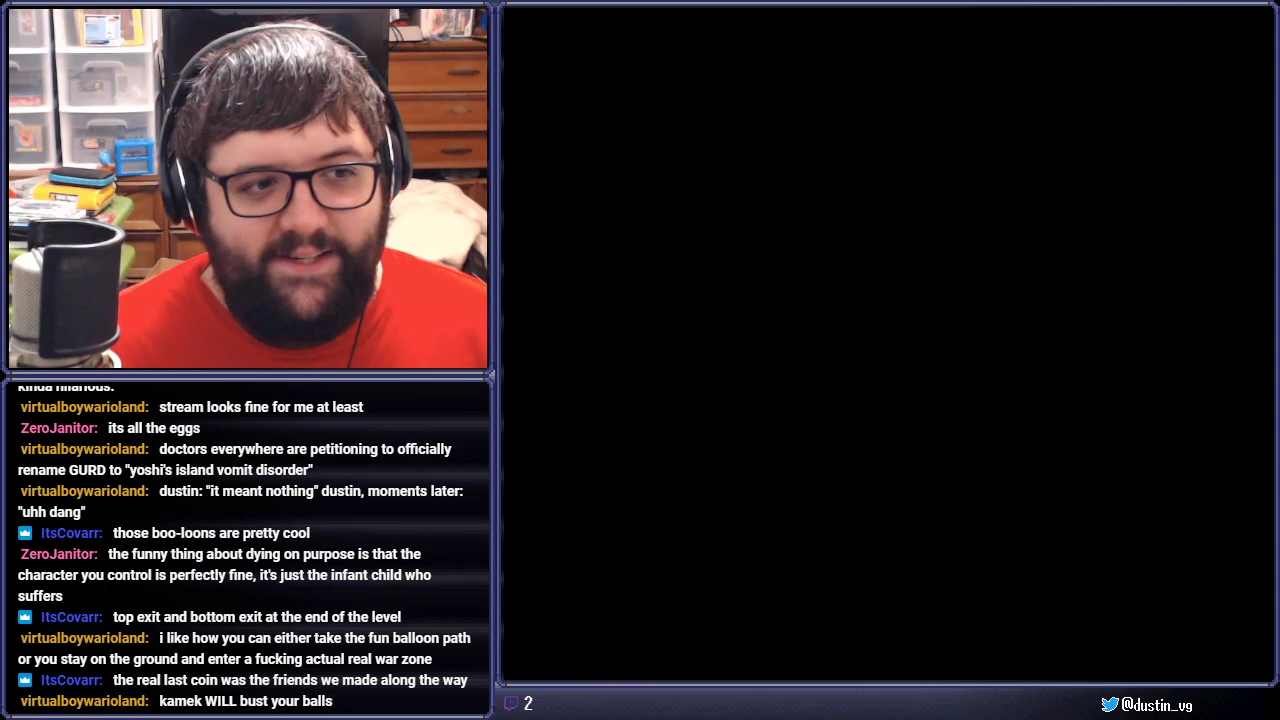 kinda hilarious.
virtualboywarioland: stream looks fine for me at least
ZeroJanitor: its all the eggs
virtualboywarioland: doctors everywhere are petitioning to officially
rename GURD to "yoshi's island vomit disorder"
virtualboywarioland: dustin: "it meant nothing" dustin, moments later:
"uhh dang"
ItsCovarr: those boo-loons are pretty cool
ZeroJanitor: the funny thing about dying on purpose is that the
character you control is perfectly fine, it's just the infant child who
suffers
ItsCovarr: top exit and bottom exit at the end of the level
virtualboywarioland: i like how you can either take the fun balloon path
or you stay on the ground and enter a fucking actual real war zone
ItsCovarr: the real last coin was the friends we made along the way
virtualboywarioland: kamek WILL bust your balls
2
@dustin_vg